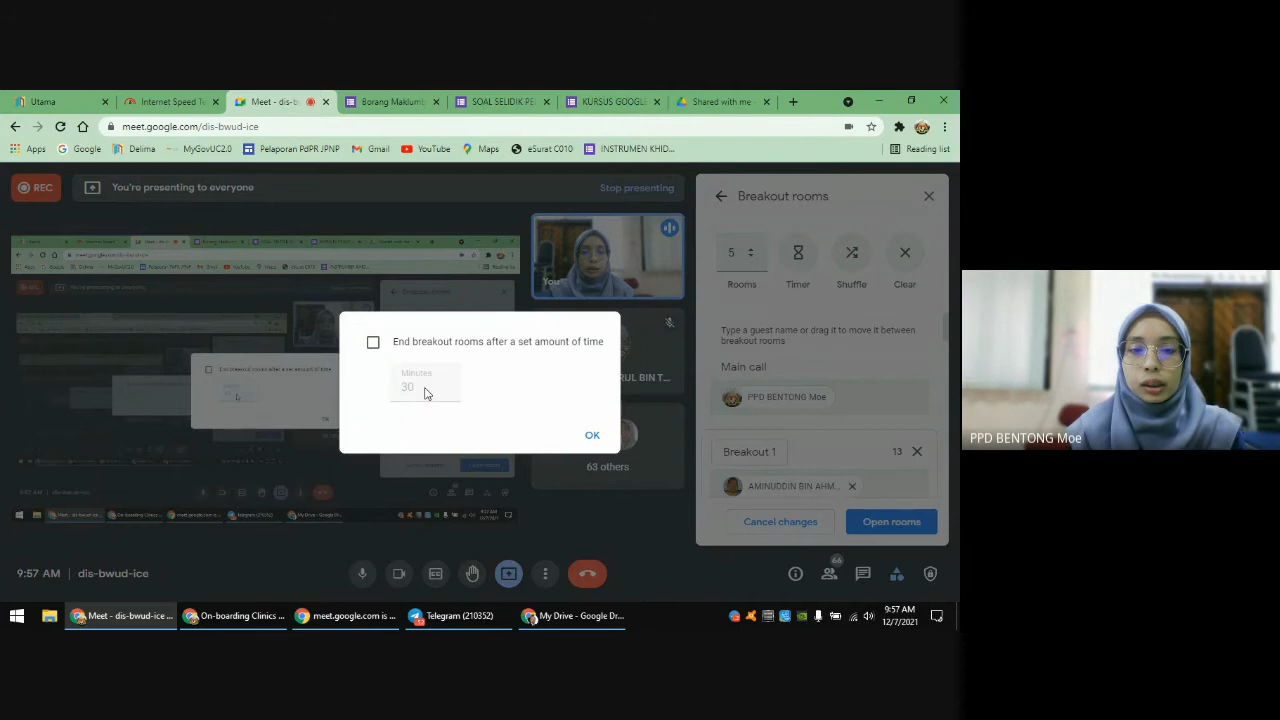 Utama
Internet Speed Te
Meet - dis-b
Borang Maklumb
SOAL SELIDIK PE
KURSUS GOOGLE
Shared with me
meet.google.com/dis-bwud-ice
Apps
Google
Delima
MyGovUC2.0
Pelaporan PdPR JPNP
Gmail
YouTube
Maps
eSurat C010
INSTRUMEN KHID...
Reading list
REC
You're presenting to everyone
Stop presenting
Breakout rooms
5
Rooms
Timer
Shuffle
Clear
You
Type a guest name or drag it to move it between
breakout rooms
Main call
PPD BENTONG Moe
End breakout rooms after a set amount of time
Minutes
30
OK
RUL BIN T...
63 others
Breakout 1
13
AMINUDDIN BIN AHM...
Cancel changes
Open rooms
PPD BENTONG Moe
9:57 AM | dis-bwud-ice
66
Meet - dis-bwud-ice ...
On-boarding Clinics ...
meet.google.com is ...
Telegram (210352)
My Drive - Google Dr...
9:57 AM
12/7/2021